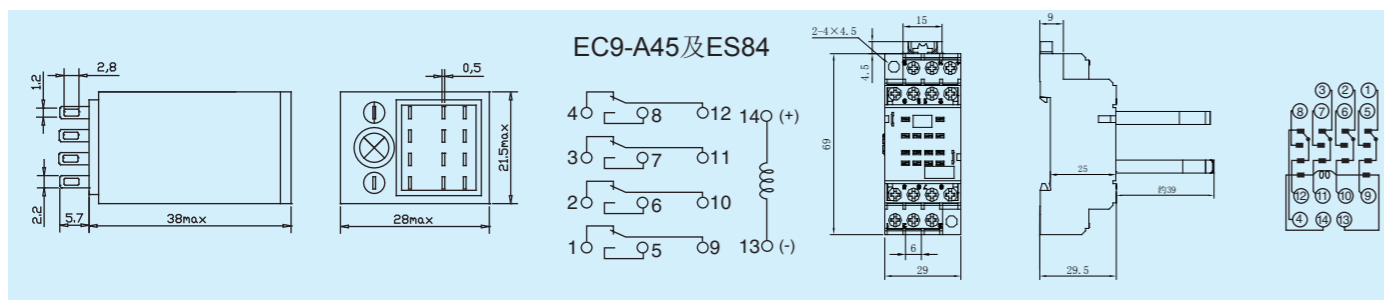 EC9-A45及ES84
1.2
2,8
2.2
5.7
38max
0,5
21.5max
28max
4 8 12 14 (+)
3 7 11
2 6 10
1 5 9 13 (-)
2-4×4.5
15
4.5
69
6
29
9
25
约39
29.5
3 2 1
8 7 6 5
12 11 10 9
4 14 13